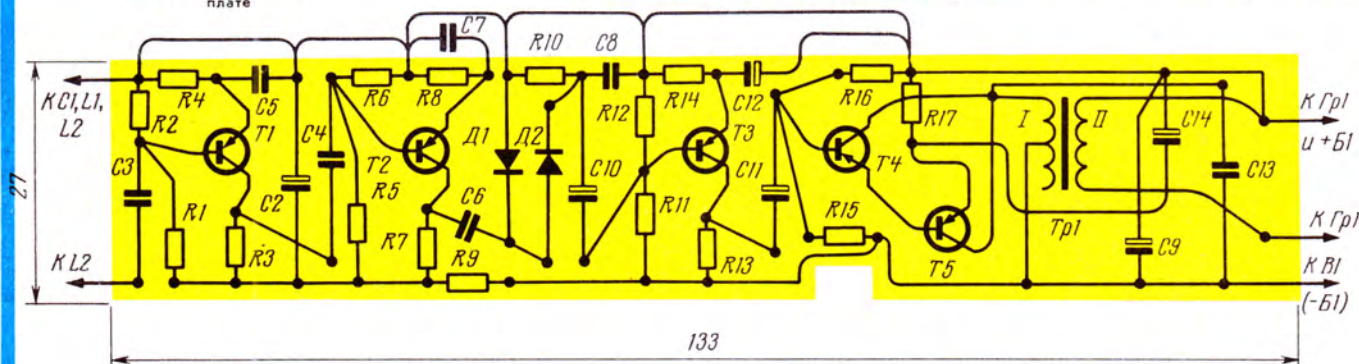 плате
C7
R10
C8
R4
C5
R6
R8
R14
C12
R16
К С1, L1,
L2
R2
T1
C4
T2
Д1
Д2
R12
T3
R17
I
II
C14
К Гр1
и +Б1
C3
C10
C11
T4
C13
27
R1
C2
R5
C6
R11
R15
Тр1
R3
R7
R9
R13
T5
C9
К Гр1
К L2
К В1
(-Б1)
133